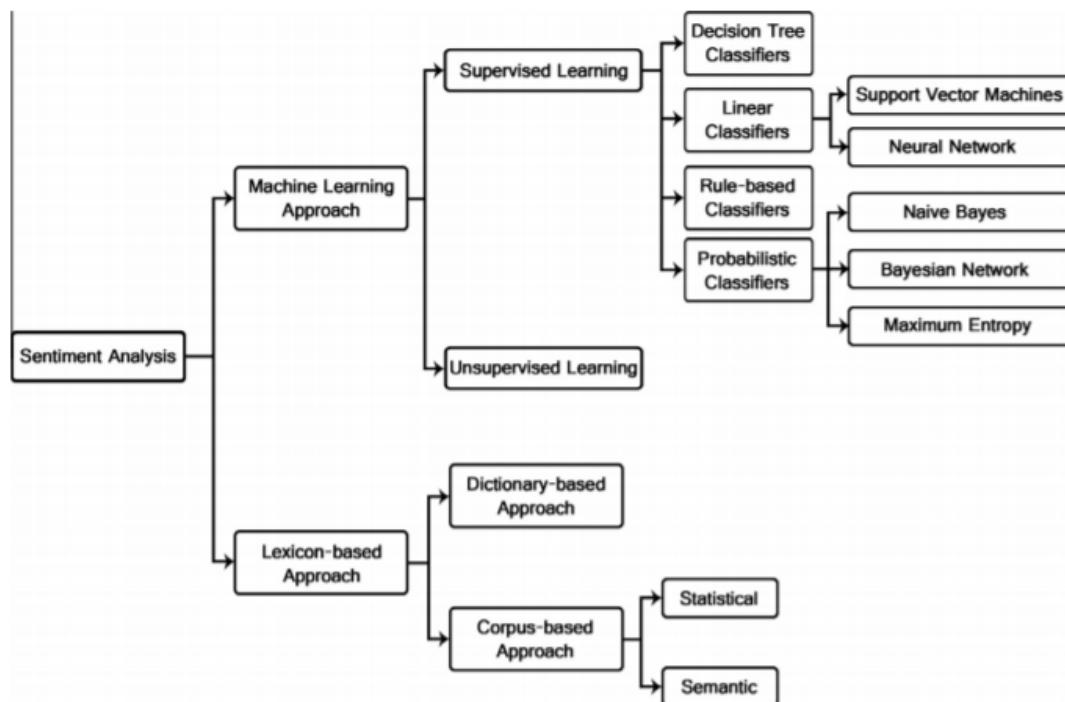 Decision Tree
Classifiers
Supervised Learning
Support Vector Machines
Linear
Classifiers
Neural Network
Machine Learning
Approach
Rule-based
Classifiers
Naive Bayes
Probabilistic
Classifiers
Bayesian Network
Maximum Entropy
Sentiment Analysis
Unsupervised Learning
Dictionary-based
Approach
Lexicon-based
Approach
Statistical
Corpus-based
Approach
Semantic